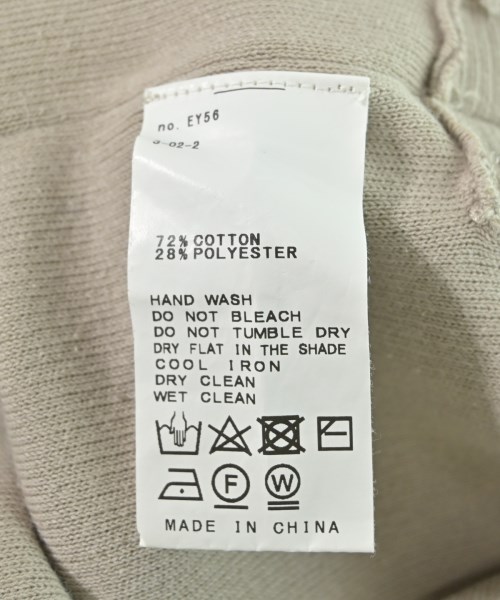 no. EY56
72% COTTON
28% POLYESTER
HAND WASH
DO NOT BLEACH
DO NOT TUMBLE DRY
DRY FLAT IN THE SHADE
COOL IRON
DRY CLEAN
WET CLEAN
F W
MADE IN CHINA